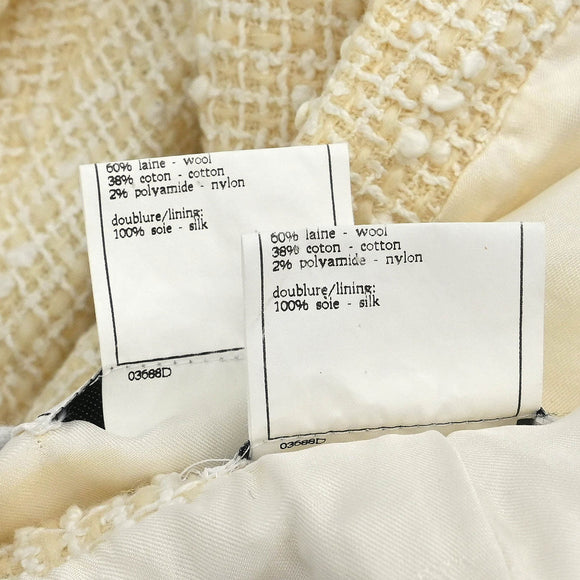 60% laine - wool
38% coton - cotton
2% polyamide - nylon
doublure/lining:
100% soie - silk
03688D
60% laine - wool
38% coton - cotton
2% polyamide - nylon
doublure/lining:
100% soie - silk
03688D